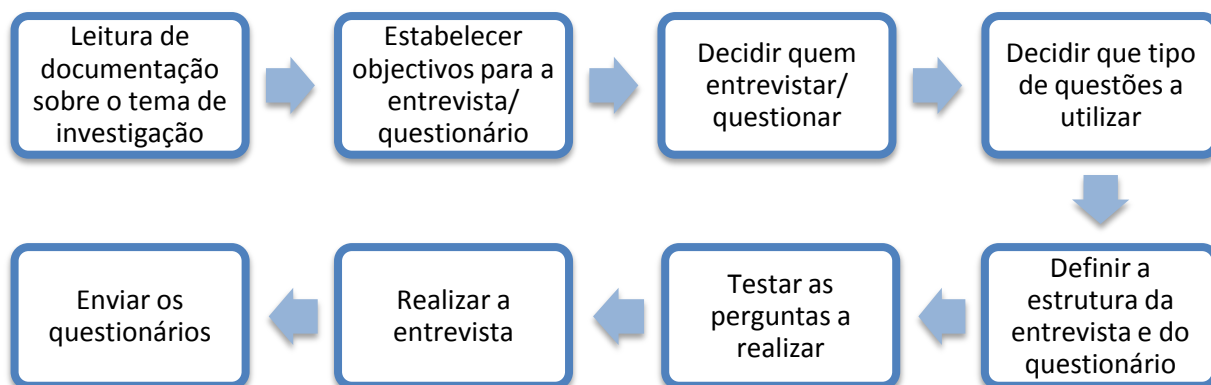 Leitura de
documentação
sobre o tema de
investigação
Estabelecer
objectivos para a
entrevista/
questionário
Decidir quem
entrevistar/
questionar
Decidir que tipo
de questões a
utilizar
Definir a
estrutura da
entrevista e do
questionário
Testar as
perguntas a
realizar
Realizar a
entrevista
Enviar os
questionários